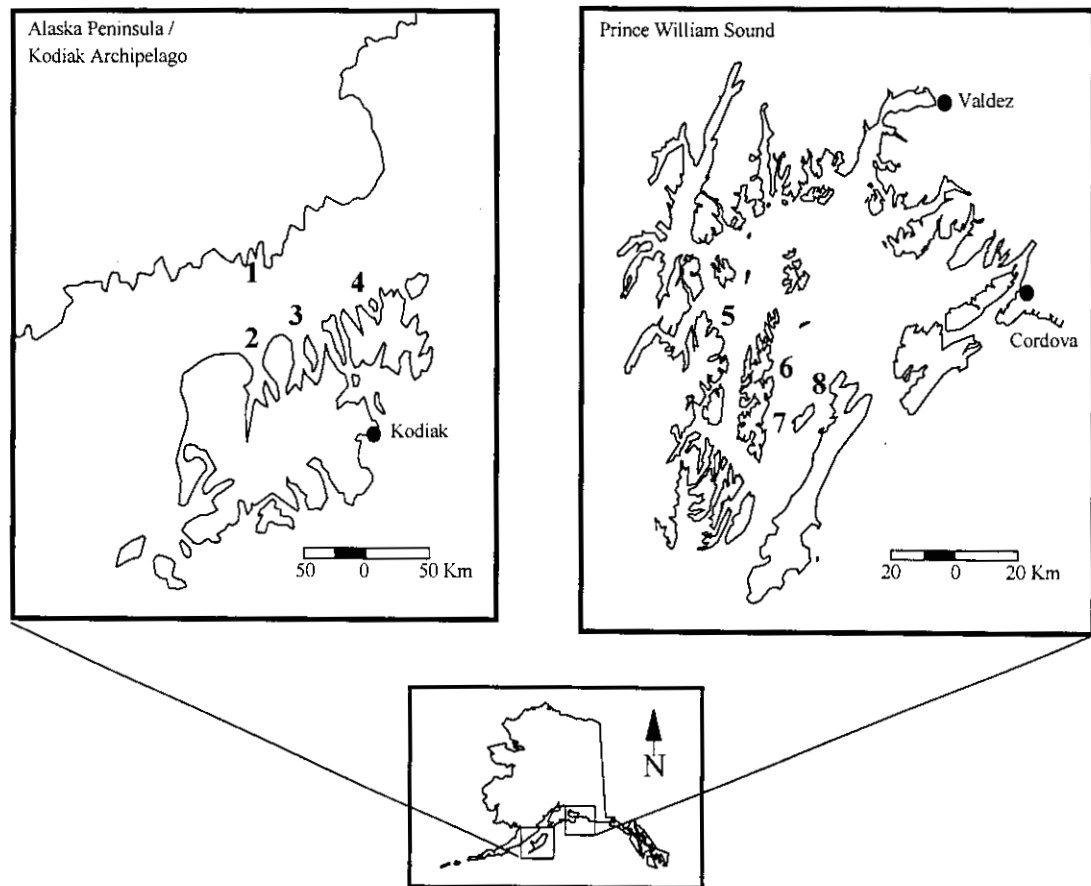 Alaska Peninsula /
Kodiak Archipelago
1
2
3
4
Kodiak
50 0 50 Km
Prince William Sound
Valdez
Cordova
5
6
7
8
20 0 20 Km
N